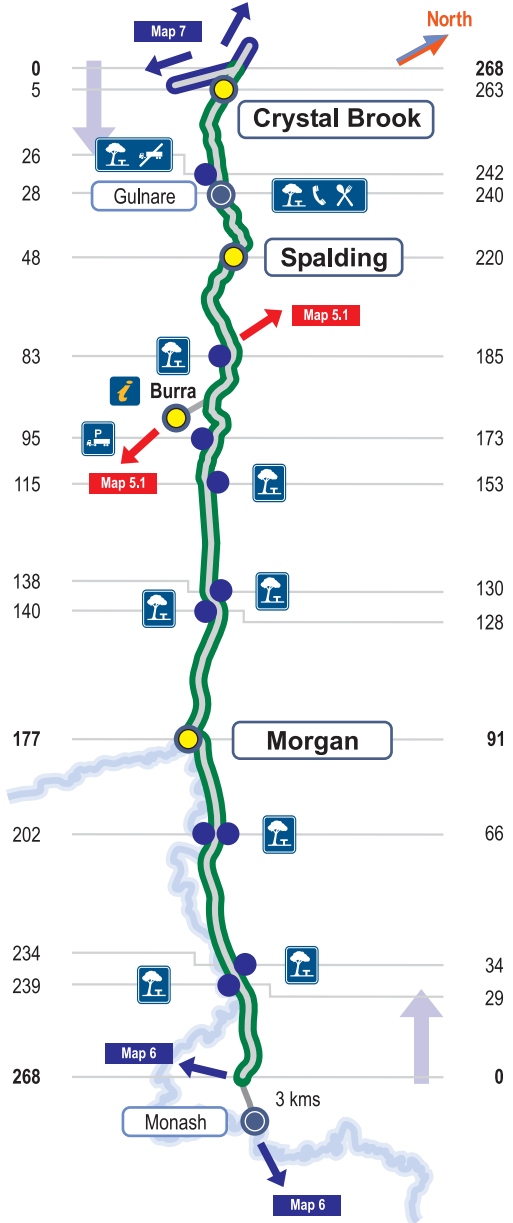 Map 7
North
0 268
5 263
Crystal Brook
26 242
28 Gulnare 240
48 Spalding 220
Map 5.1
83 185
i Burra
P
95 173
Map 5.1
115 153
138 130
140 128
177 Morgan 91
202 66
234 34
239 29
Map 6
268 0
3 kms
Monash
Map 6